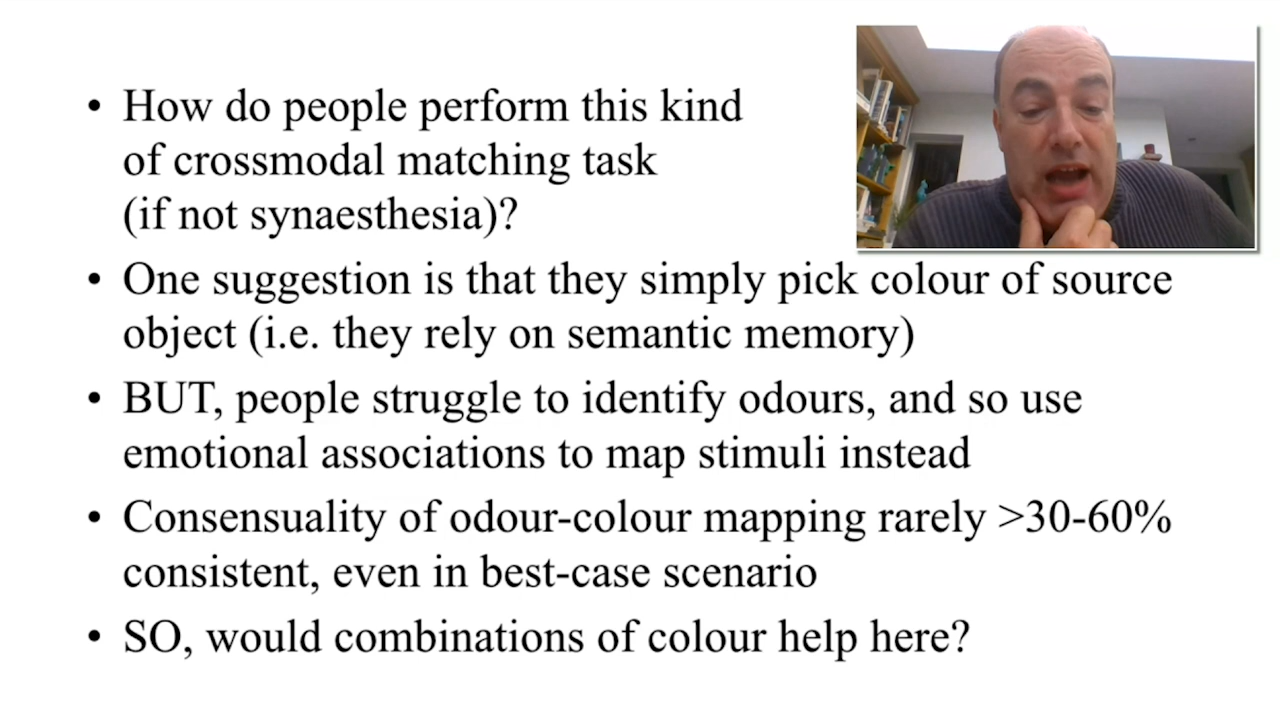 • How do people perform this kind
of crossmodal matching task
(if not synaesthesia)?
• One suggestion is that they simply pick colour of source
object (i.e. they rely on semantic memory)
• BUT, people struggle to identify odours, and so use
emotional associations to map stimuli instead
• Consensuality of odour-colour mapping rarely >30-60%
consistent, even in best-case scenario
• SO, would combinations of colour help here?